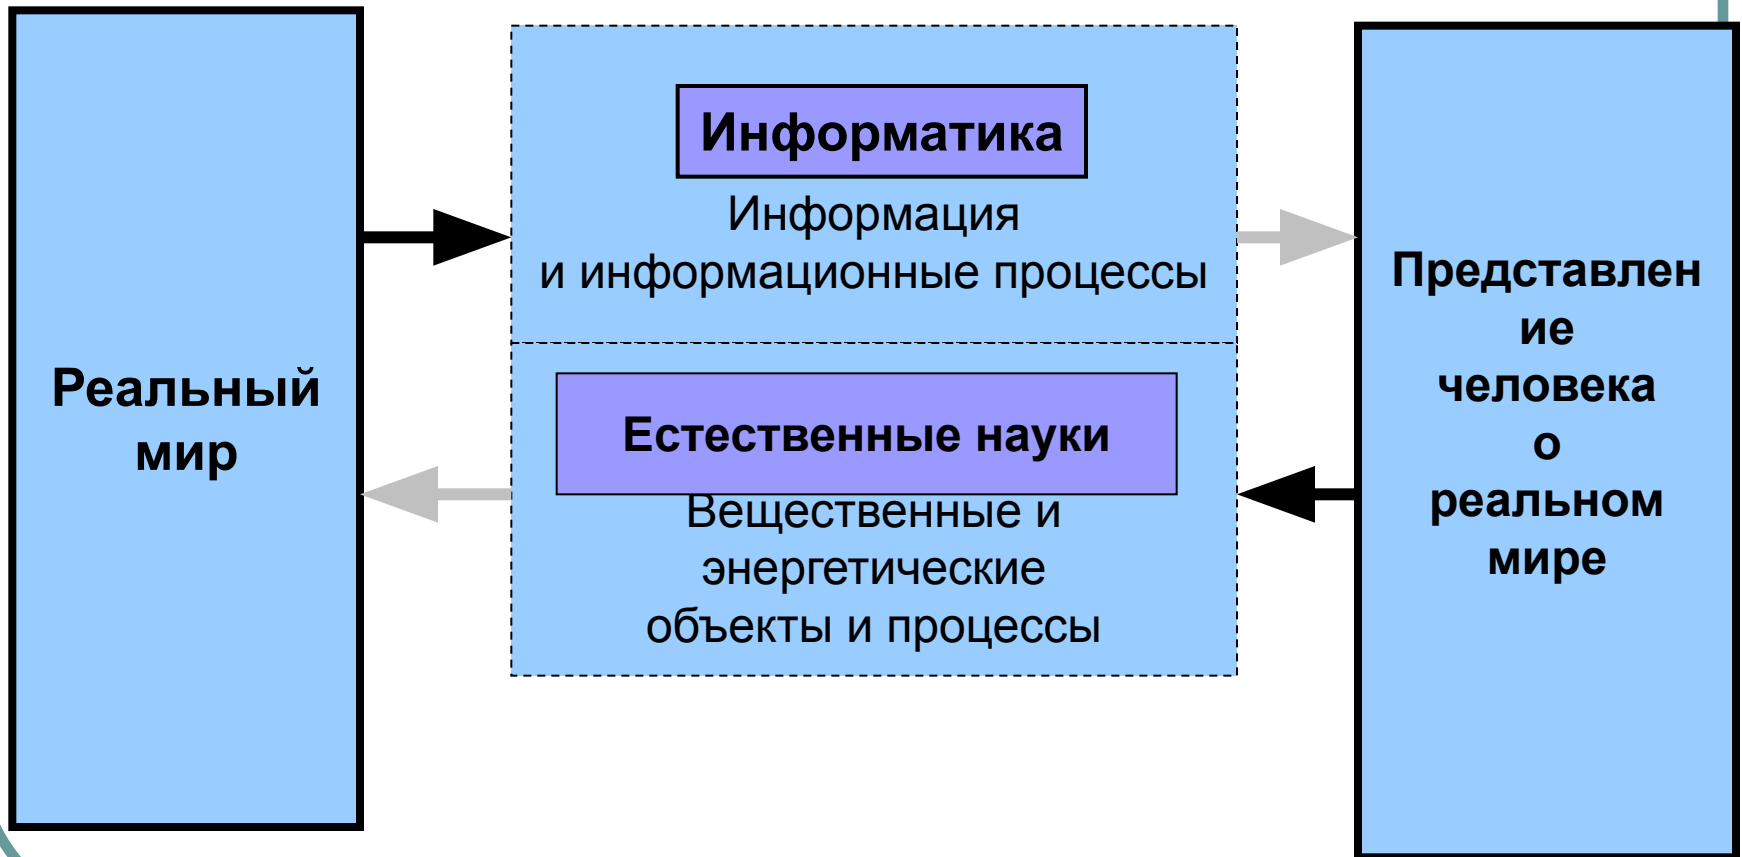 Реальный
мир
Информатика
Информация
и информационные процессы
Естественные науки
Вещественные и
энергетические
объекты и процессы
Представлен
ие
человека
о
реальном
мире